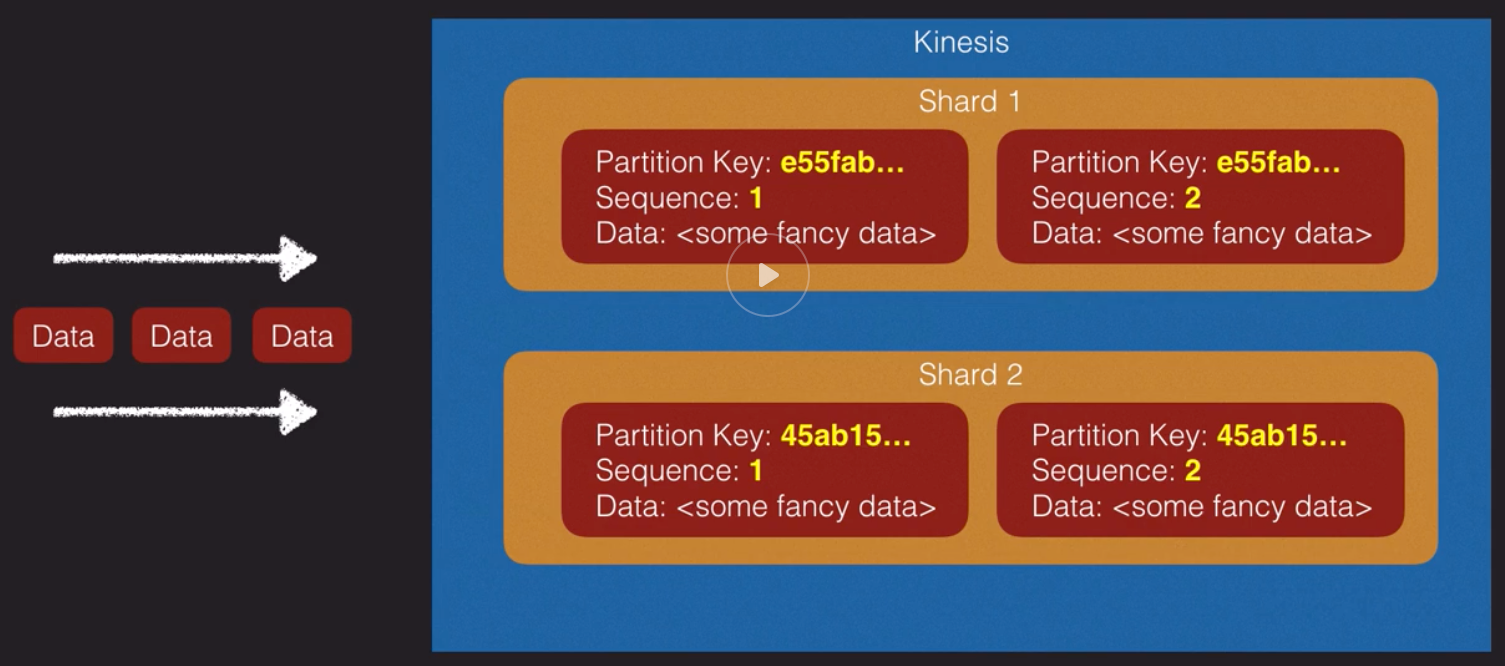 Kinesis
Shard 1
Partition Key: e55fab...
Sequence: 1
Data: <some fancy data>
Partition Key: e55fab...
Sequence: 2
Data: <some fancy data>
Data
Data
Data
Shard 2
Partition Key: 45ab15...
Sequence: 1
Data: <some fancy data>
Partition Key: 45ab15...
Sequence: 2
Data: <some fancy data>